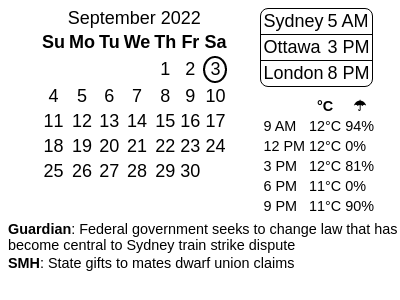 September 2022
Su Mo Tu We Th Fr Sa
1 2 3
4 5 6 7 8 9 10
11 12 13 14 15 16 17
18 19 20 21 22 23 24
25 26 27 28 29 30
Sydney 5 AM
Ottawa 3 PM
London 8 PM
°C ☂
9 AM 12°C 94%
12 PM 12°C 0%
3 PM 12°C 81%
6 PM 11°C 0%
9 PM 11°C 90%
Guardian: Federal government seeks to change law that has
become central to Sydney train strike dispute
SMH: State gifts to mates dwarf union claims